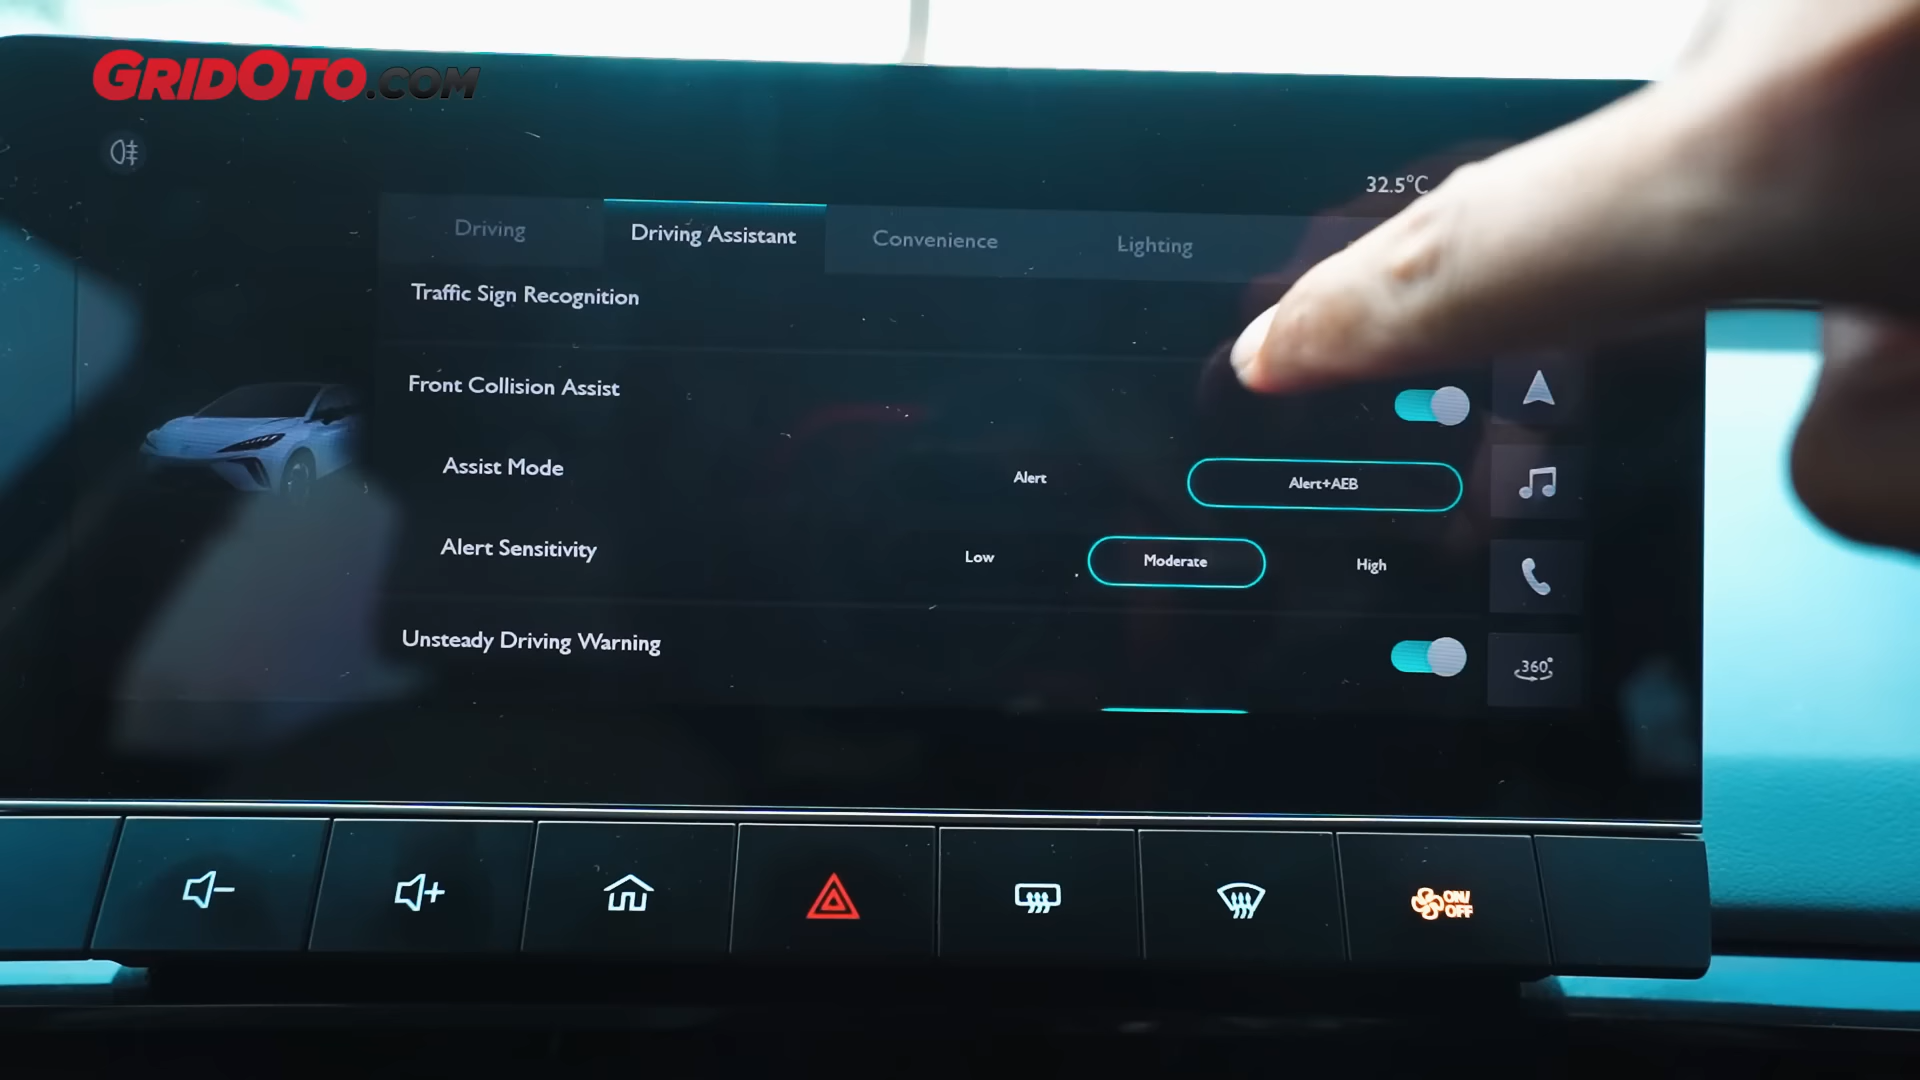 GRIDOTO.COM
32.5°C
Driving
Driving Assistant
Convenience
Lighting
Traffic Sign Recognition
Front Collision Assist
Assist Mode
Alert
Alert+AEB
Alert Sensitivity
Low
Moderate
High
Unsteady Driving Warning
360°
ON/
OFF